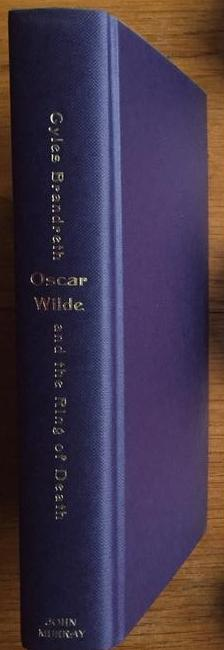 Gyles Brandreth
Oscar
Wilde
and the Ring of Death
JOHN
MURRAY